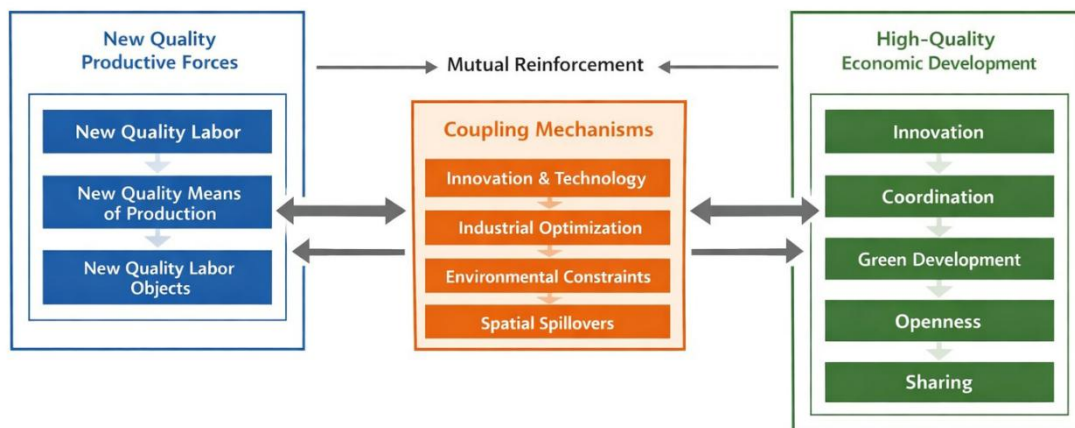 New Quality
Productive Forces
New Quality Labor
New Quality Means
of Production
New Quality Labor
Objects
Mutual Reinforcement
Coupling Mechanisms
Innovation & Technology
Industrial Optimization
Environmental Constraints
Spatial Spillovers
High-Quality
Economic Development
Innovation
Coordination
Green Development
Openness
Sharing